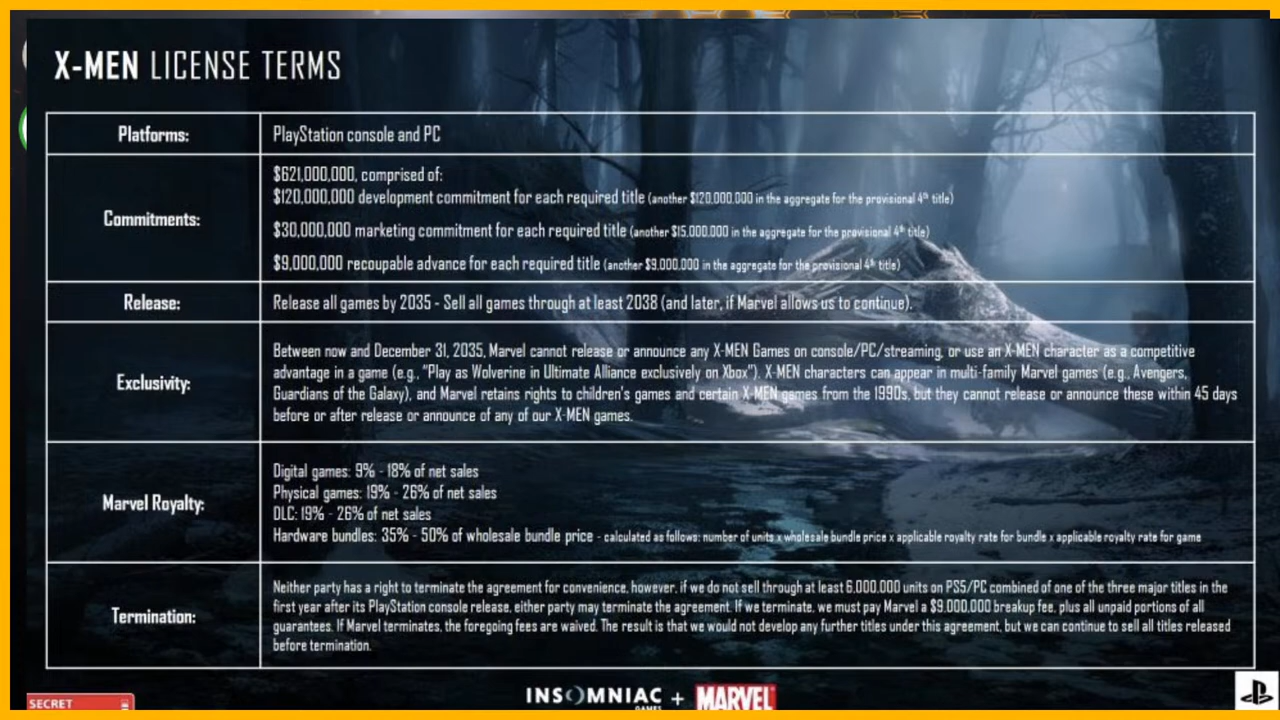 X-MEN LICENSE TERMS
Platforms:
PlayStation console and PC
Commitments:
$621,000,000, comprised of:
$120,000,000 development commitment for each required title (another $120,000,000 in the aggregate for the provisional 4th title)
$30,000,000 marketing commitment for each required title (another $15,000,000 in the aggregate for the provisional 4th title)
$9,000,000 recoupable advance for each required title (another $9,000,000 in the aggregate for the provisional 4th title)
Release:
Release all games by 2035 - Sell all games through at least 2038 (and later, if Marvel allows us to continue).
Exclusivity:
Between now and December 31, 2035, Marvel cannot release or announce any X-MEN Games on console/PC/streaming, or use an X-MEN character as a competitive
advantage in a game (e.g., "Play as Wolverine in Ultimate Alliance exclusively on Xbox"). X-MEN characters can appear in multi-family Marvel games (e.g., Avengers,
Guardians of the Galaxy), and Marvel retains rights to children's games and certain X-MEN games from the 1990s, but they cannot release or announce these within 45 days
before or after release or announce of any of our X-MEN games.
Marvel Royalty:
Digital games: 9% - 18% of net sales
Physical games: 19% - 26% of net sales
DLC: 19% - 26% of net sales
Hardware bundles: 35% - 50% of wholesale bundle price - calculated as follows: number of units x wholesale bundle price x applicable royalty rate for bundle x applicable royalty rate for game
Termination:
Neither party has a right to terminate the agreement for convenience, however, if we do not sell through at least 6,000,000 units on PS5/PC combined of one of the three major titles in the
first year after its PlayStation console release, either party may terminate the agreement. If we terminate, we must pay Marvel a $9,000,000 breakup fee, plus all unpaid portions of all
guarantees. If Marvel terminates, the foregoing fees are waived. The result is that we would not develop any further titles under this agreement, but we can continue to sell all titles released
before termination.
SECRET
INSOMNIAC GAMES + MARVEL